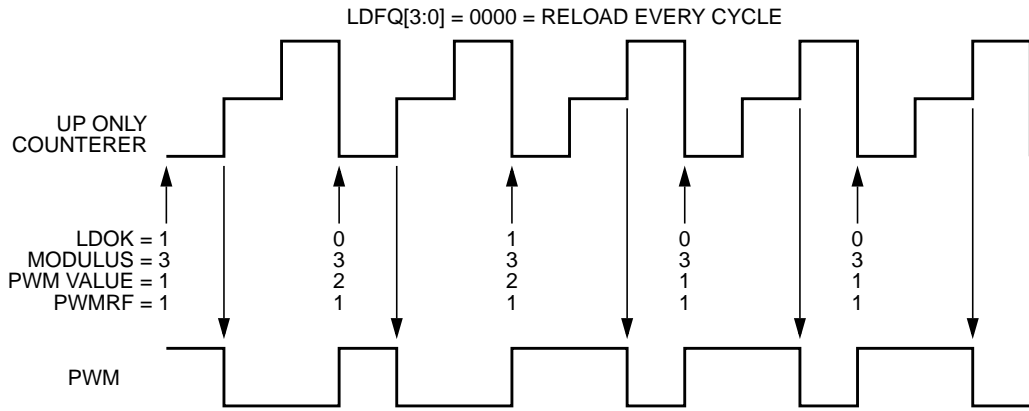 LDFQ[3:0] = 0000 = RELOAD EVERY CYCLE
UP ONLY
COUNTERER
LDOK = 1 0 1 0 0
MODULUS = 3 3 3 3 3
PWM VALUE = 1 2 2 1 1
PWMRF = 1 1 1 1 1
PWM